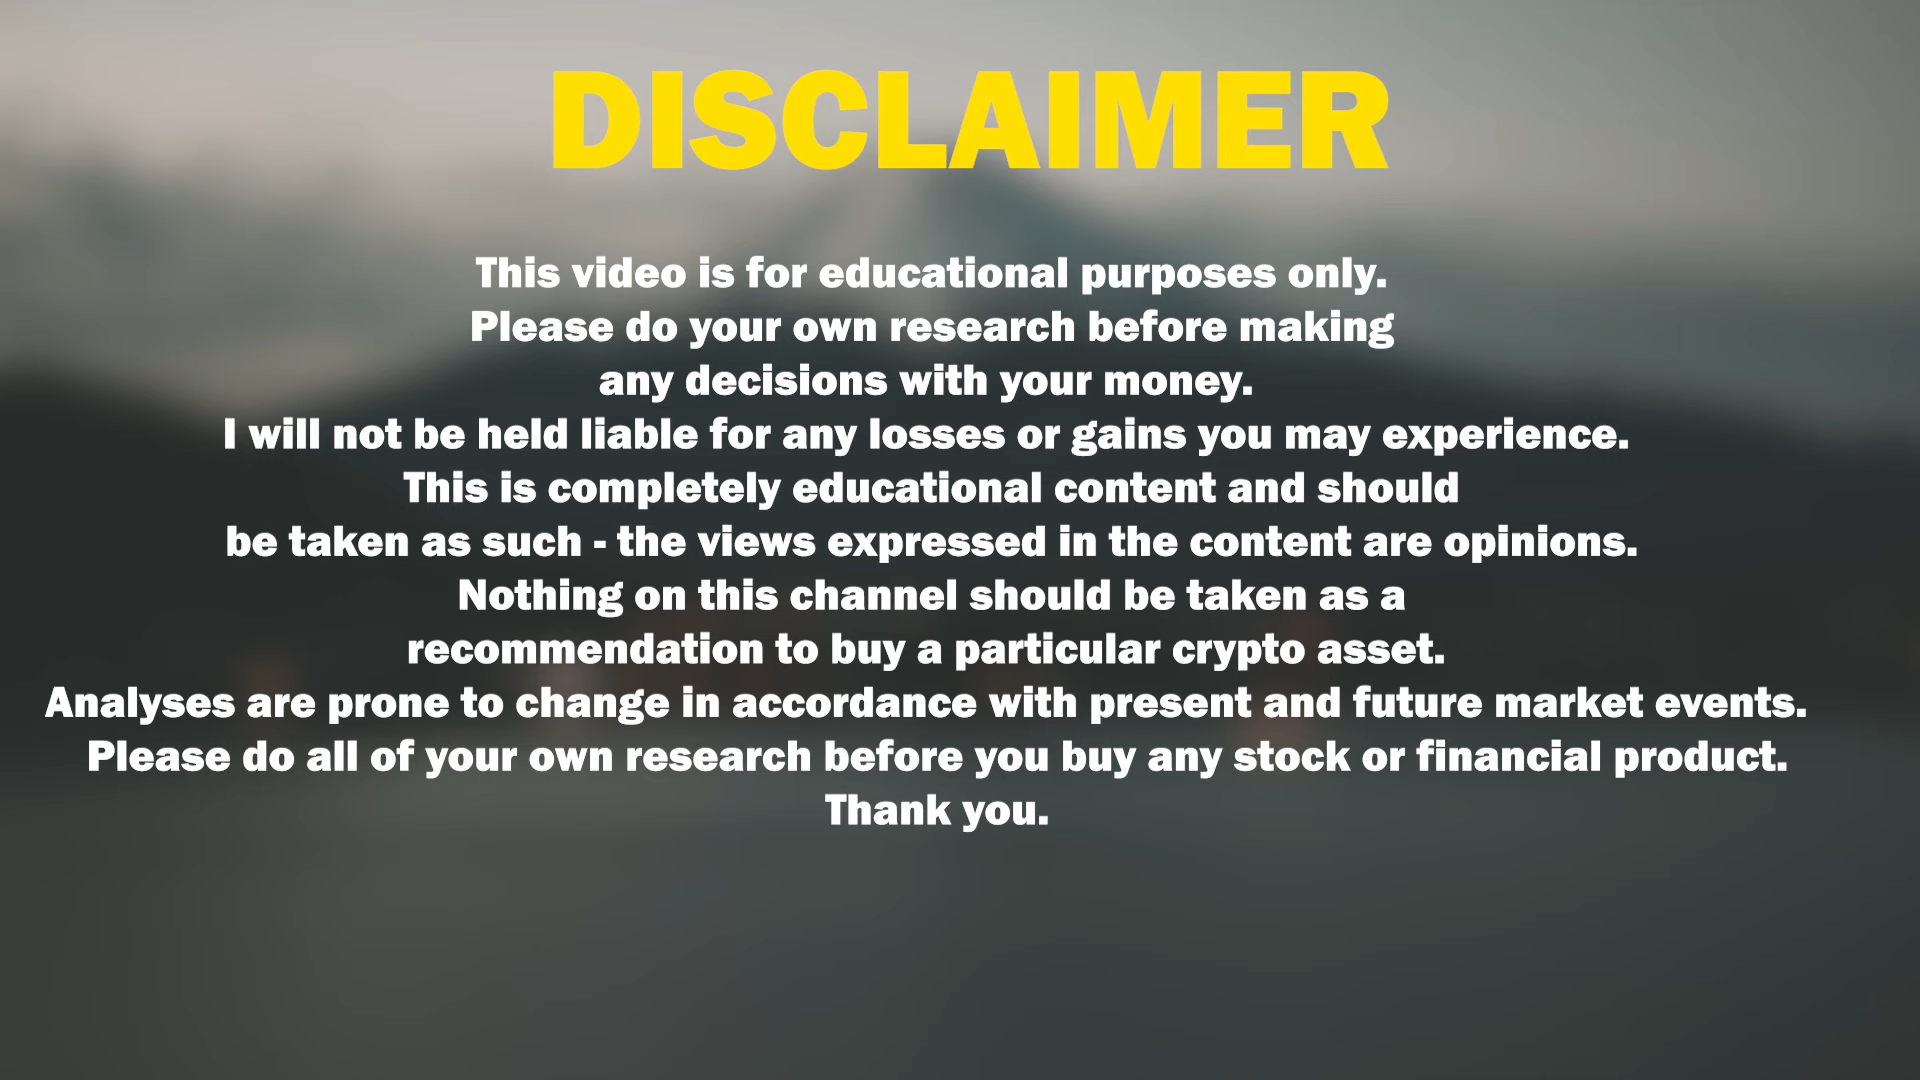 DISCLAIMER
This video is for educational purposes only.
Please do your own research before making
any decisions with your money.
I will not be held liable for any losses or gains you may experience.
This is completely educational content and should
be taken as such - the views expressed in the content are opinions.
Nothing on this channel should be taken as a
recommendation to buy a particular crypto asset.
Analyses are prone to change in accordance with present and future market events.
Please do all of your own research before you buy any stock or financial product.
Thank you.